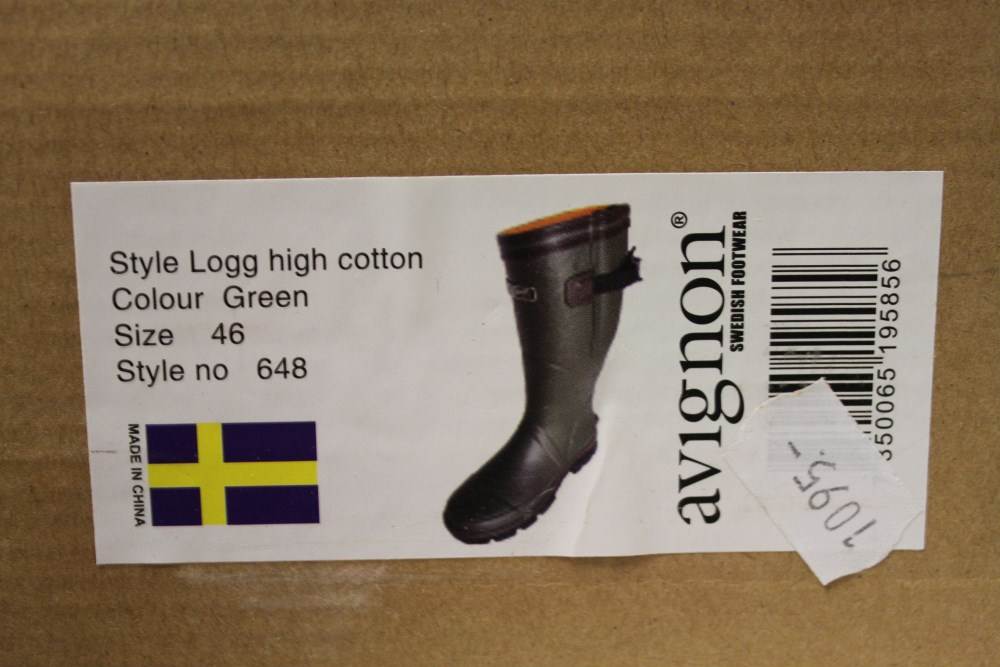 Style Logg high cotton
Colour Green
Size 46
Style no 648
MADE IN CHINA
avignon®
SWEDISH FOOTWEAR
50065 195856
1095.-